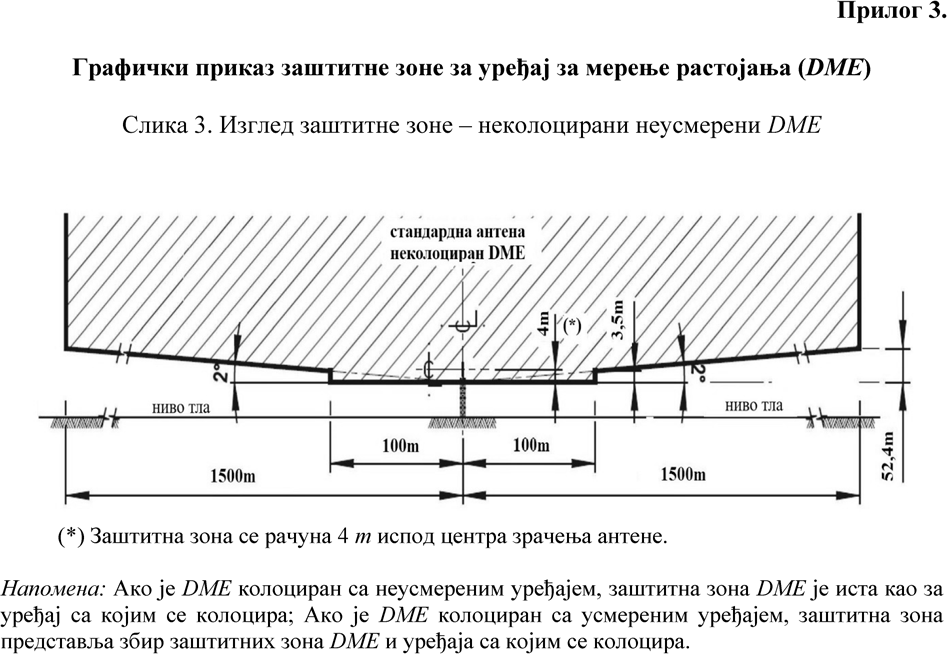 Прилог 3.
Графички приказ заштитне зоне за уређај за мерење растојања (DME)
Слика 3. Изглед заштитне зоне – неколоцирани неусмерени DME
стандардна антена
неколоциран DME
4m
(*)
3,5m
2°
2°
ниво тла
ниво тла
100m
100m
1500m
1500m
52,4m
(*) Заштитна зона се рачуна 4 m испод центра зрачења антене.
Напомена: Ако је DME колоциран са неусмереним уређајем, заштитна зона DME је иста као за
уређај са којим се колоцира; Ако је DME колоциран са усмереним уређајем, заштитна зона
представља збир заштитних зона DME и уређаја са којим се колоцира.